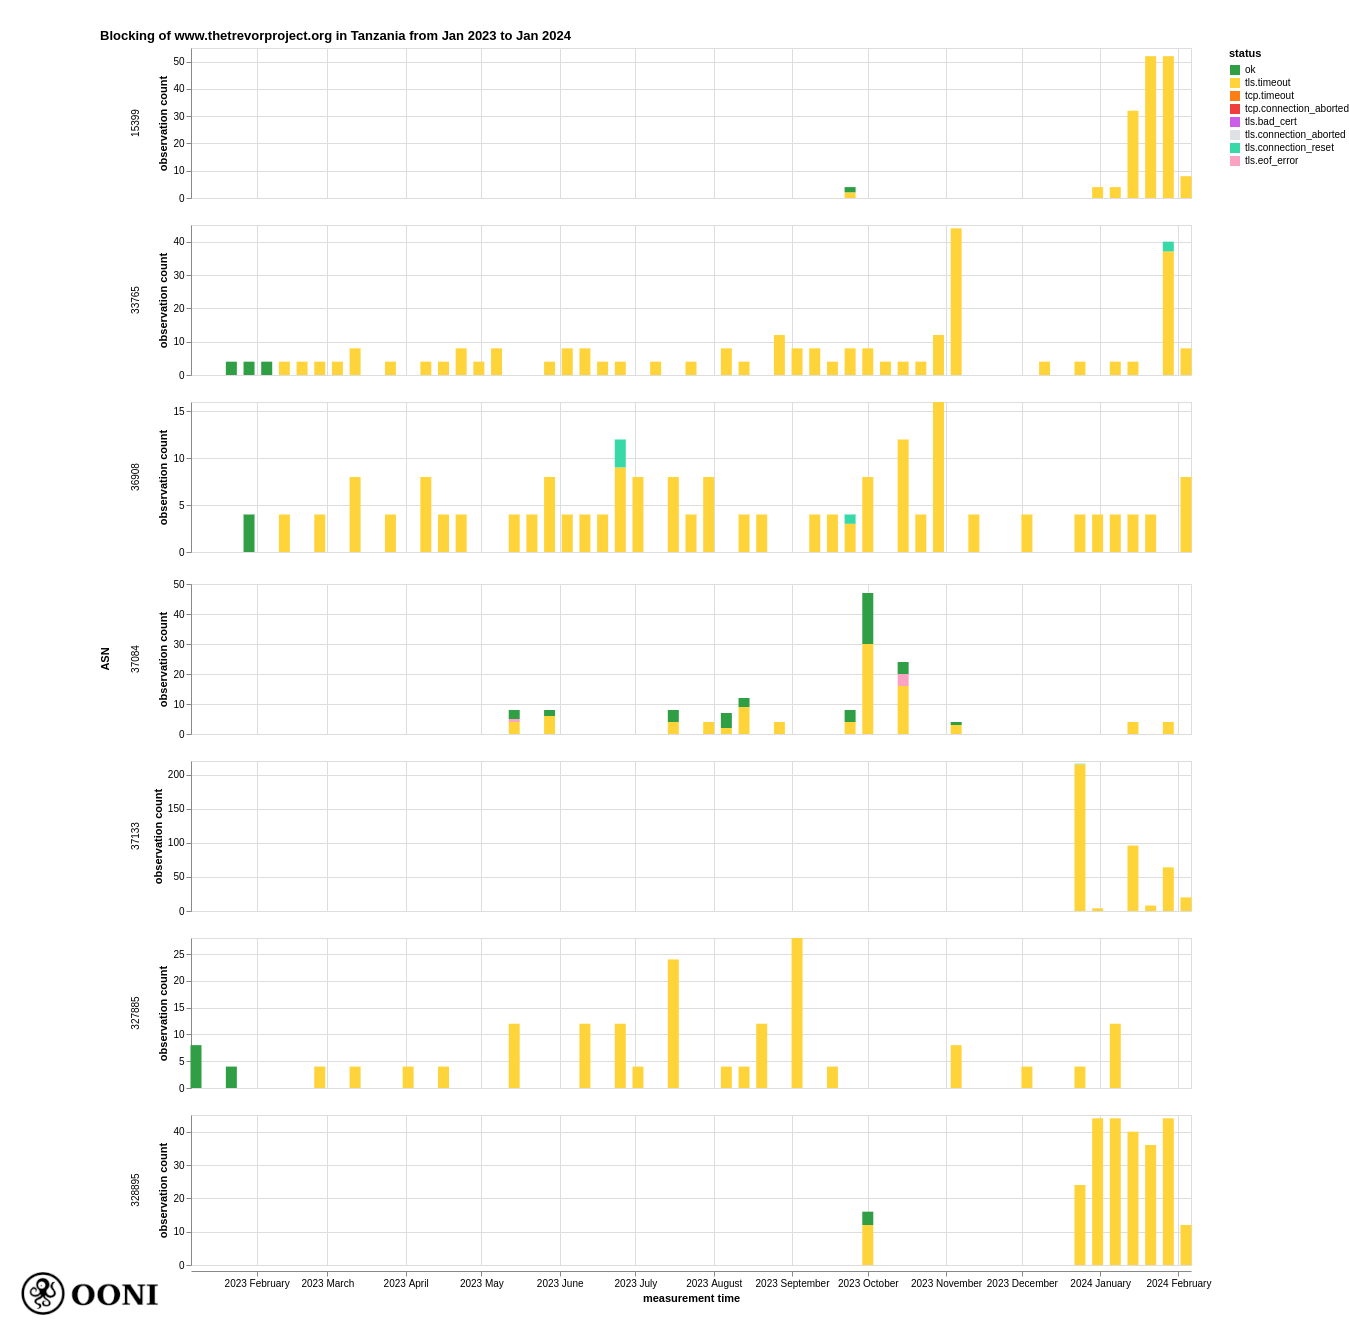 Blocking of www.thetrevorproject.org in Tanzania from Jan 2023 to Jan 2024
status
ok
tls.timeout
tcp.timeout
tcp.connection_aborted
tls.bad_cert
tls.connection_aborted
tls.connection_reset
tls.eof_error
ASN
15399
observation count
50
40
30
20
10
0
33765
observation count
40
30
20
10
0
36908
observation count
15
10
5
0
37084
observation count
50
40
30
20
10
0
37133
observation count
200
150
100
50
0
327885
observation count
25
20
15
10
5
0
328895
observation count
40
30
20
10
0
2023 February 2023 March 2023 April 2023 May 2023 June 2023 July 2023 August 2023 September 2023 October 2023 November 2023 December 2024 January 2024 February
measurement time
OONI